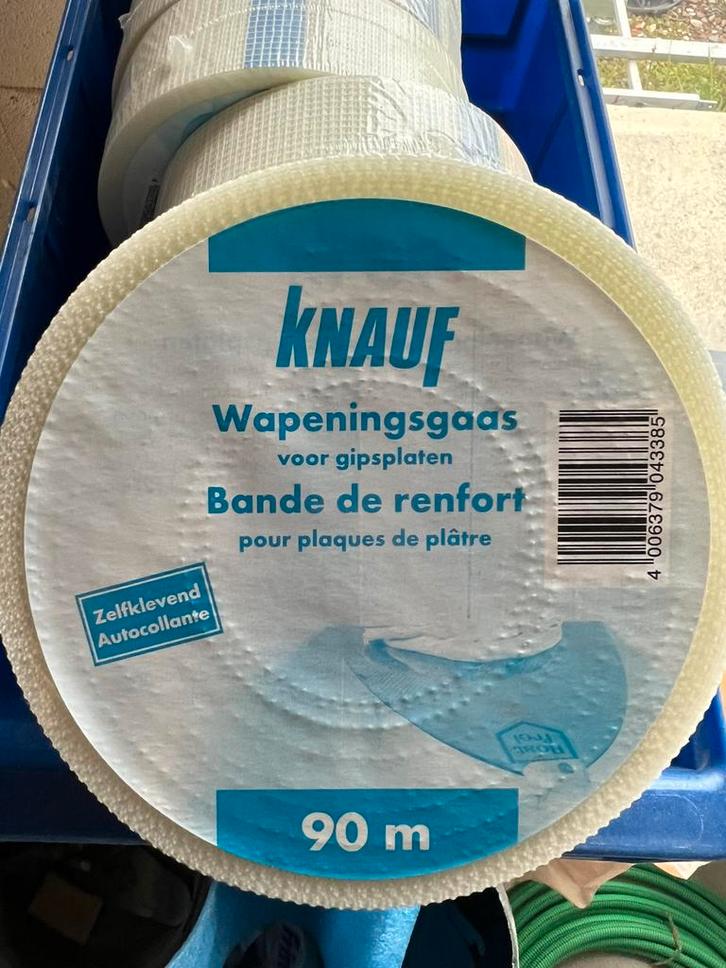 KNAUF
Wapeningsgaas
voor gipsplaten
Bande de renfort
pour plaques de plâtre
4 006379 043385
Zelfklevend
Autocollante
90 m